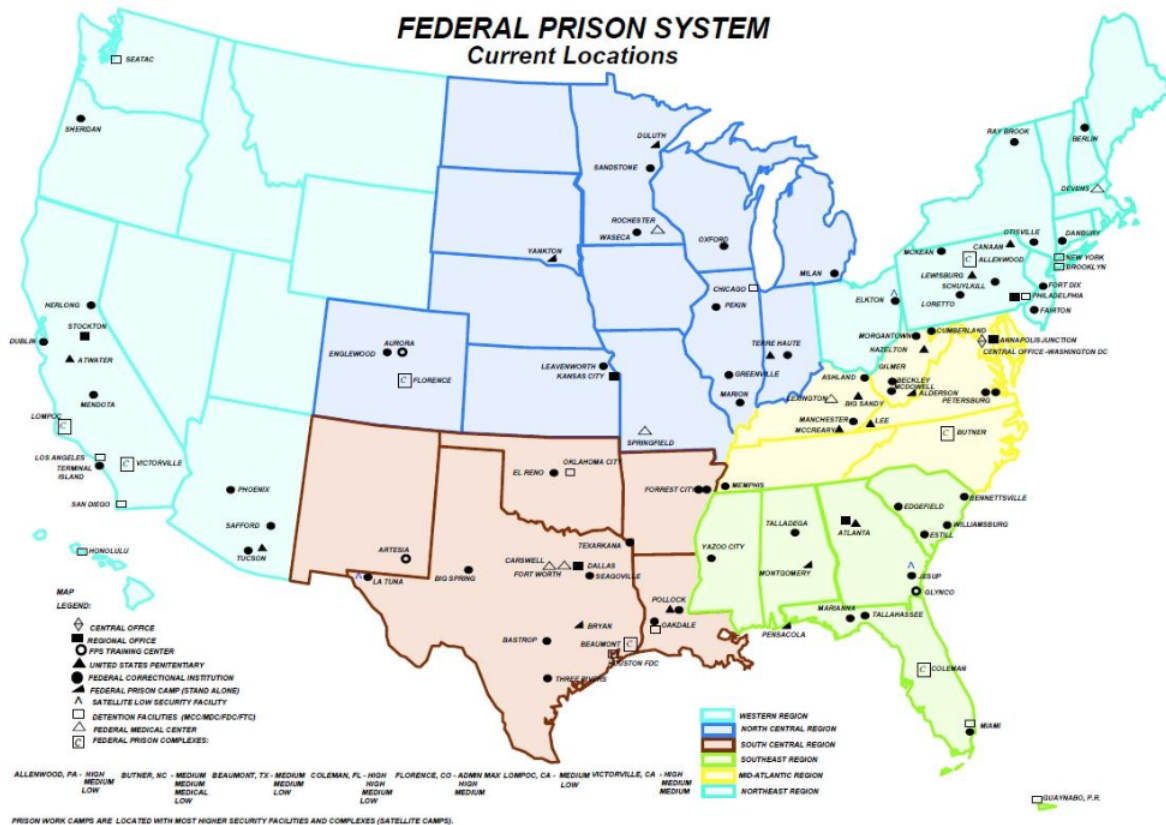 FEDERAL PRISON SYSTEM
Current Locations
SEATAC
SHERIDAN
DULUTH
SANDSTONE
ROCHESTER
WASECA
OXFORD
YANKTON
MILAN
CHICAGO
PEKIN
RAY BROOK
BERLIN
DEVENS
OTISVILLE
DANBURY
MCKEAN
CANAAN
ALLENWOOD
NEW YORK
BROOKLYN
LEWISBURG
SCHUYLKILL
FORT DIX
LORETTO
PHILADELPHIA
FAIRTON
ELKTON
HERLONG
STOCKTON
DUBLIN
ATWATER
MENDOTA
LOMPOC
LOS ANGELES
TERMINAL
ISLAND
VICTORVILLE
SAN DIEGO
PHOENIX
SAFFORD
TUCSON
HONOLULU
AURORA
ENGLEWOOD
FLORENCE
LEAVENWORTH
KANSAS CITY
TERRE HAUTE
GREENVILLE
MARION
SPRINGFIELD
CUMBERLAND
MORGANTOWN
HAZELTON
ANNAPOLIS JUNCTION
CENTRAL OFFICE -WASHINGTON DC
GILMER
ASHLAND
BECKLEY
MCDOWELL
ALDERSON
LEXINGTON
BIG SANDY
PETERSBURG
MANCHESTER
LEE
MCCREARY
BUTNER
EL RENO
OKLAHOMA CITY
FORREST CITY
MEMPHIS
ARTESIA
LA TUNA
BIG SPRING
TEXARKANA
CARSWELL
FORT WORTH
DALLAS
SEAGOVILLE
BRYAN
BASTROP
BEAUMONT
HOUSTON FDC
THREE RIVERS
POLLOCK
OAKDALE
YAZOO CITY
TALLADEGA
MONTGOMERY
ATLANTA
EDGEFIELD
BENNETTSVILLE
WILLIAMSBURG
ESTILL
JESUP
GLYNCO
MARIANNA
TALLAHASSEE
PENSACOLA
COLEMAN
MIAMI
GUAYNABO, P.R.
MAP
LEGEND:
CENTRAL OFFICE
REGIONAL OFFICE
FPS TRAINING CENTER
UNITED STATES PENITENTIARY
FEDERAL CORRECTIONAL INSTITUTION
FEDERAL PRISON CAMP (STAND ALONE)
SATELLITE LOW SECURITY FACILITY
DETENTION FACILITIES (MCC/MDC/FDC/FTC)
FEDERAL MEDICAL CENTER
C FEDERAL PRISON COMPLEXES:
WESTERN REGION
NORTH CENTRAL REGION
SOUTH CENTRAL REGION
SOUTHEAST REGION
MID-ATLANTIC REGION
NORTHEAST REGION
ALLENWOOD, PA - HIGH
MEDIUM
LOW
BUTNER, NC - MEDIUM
MEDIUM
MEDICAL
LOW
BEAUMONT, TX - MEDIUM
MEDIUM
LOW
COLEMAN, FL - HIGH
HIGH
MEDIUM
LOW
FLORENCE, CO - ADMIN MAX
HIGH
MEDIUM
LOMPOC, CA - MEDIUM
LOW
VICTORVILLE, CA - HIGH
MEDIUM
MEDIUM
PRISON WORK CAMPS ARE LOCATED WITH MOST HIGHER SECURITY FACILITIES AND COMPLEXES (SATELLITE CAMPS).